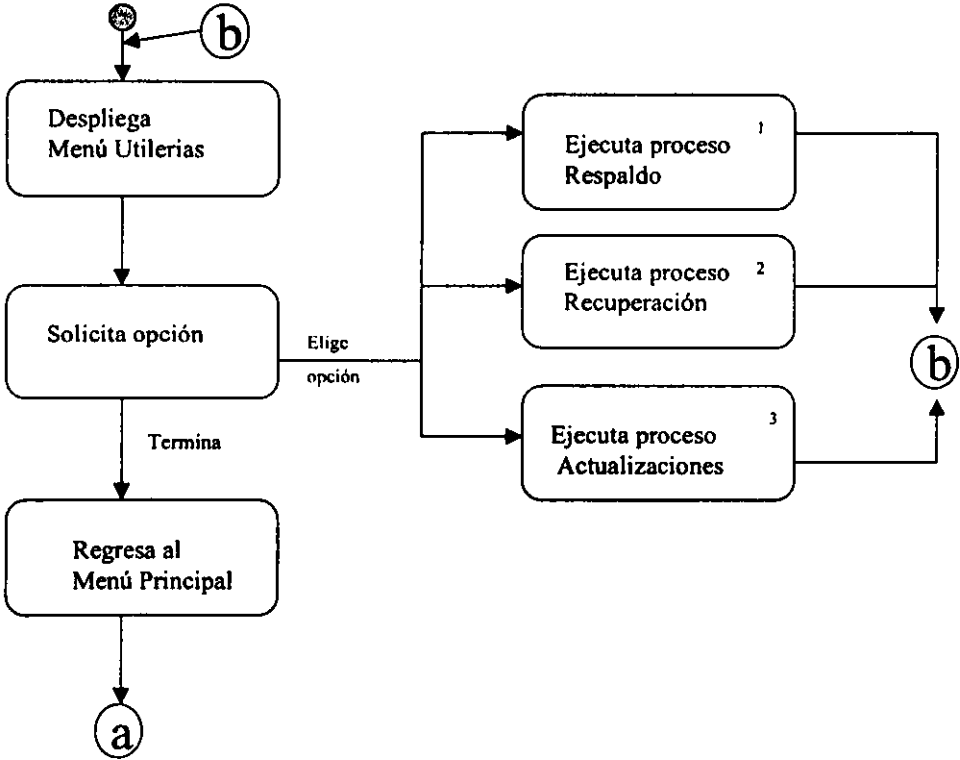 b
Despliega
Menú Utilerias
Solicita opción
Elige
opción
Termina
Regresa al
Menú Principal
a
1
Ejecuta proceso
Respaldo
2
Ejecuta proceso
Recuperación
3
Ejecuta proceso
Actualizaciones
b